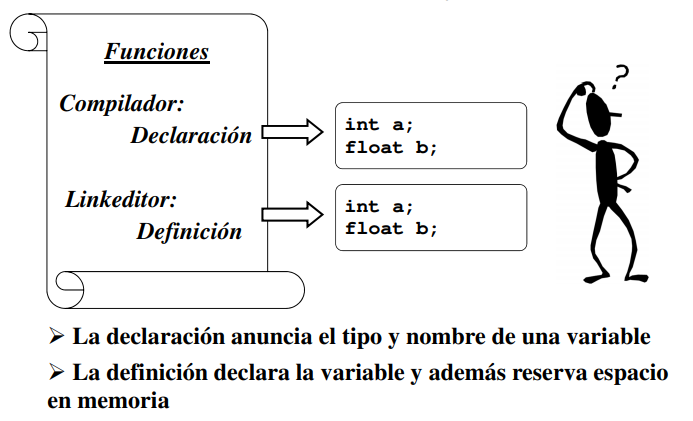 Funciones
Compilador:
Declaración
int a;
float b;
Linkeditor:
Definición
int a;
float b;
?
➢ La declaración anuncia el tipo y nombre de una variable
➢ La definición declara la variable y además reserva espacio
en memoria